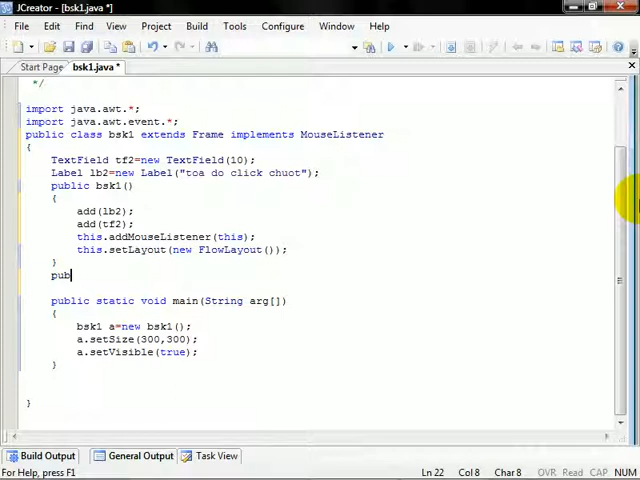 JCreator - [bsk1.java *]
File Edit View Project Build Tools Configure Window Help
Start Page bsk1.java *
*/
import java.awt.*;
import java.awt.event.*;
public class bsk1 extends Frame implements MouseListener
{
TextField tf2=new TextField(10);
Label lb2=new Label("toa do click chuot");
public bsk1()
{
add(lb2);
add(tf2);
this.addMouseListener(this);
this.setLayout(new FlowLayout());
}
pub
public static void main(String arg[])
{
bsk1 a=new bsk1();
a.setSize(300,300);
a.setVisible(true);
}
}
Build Output General Output Task View
For Help, press F1 Ln 22 Col 8 Char 8 OVR Read CAP NUM